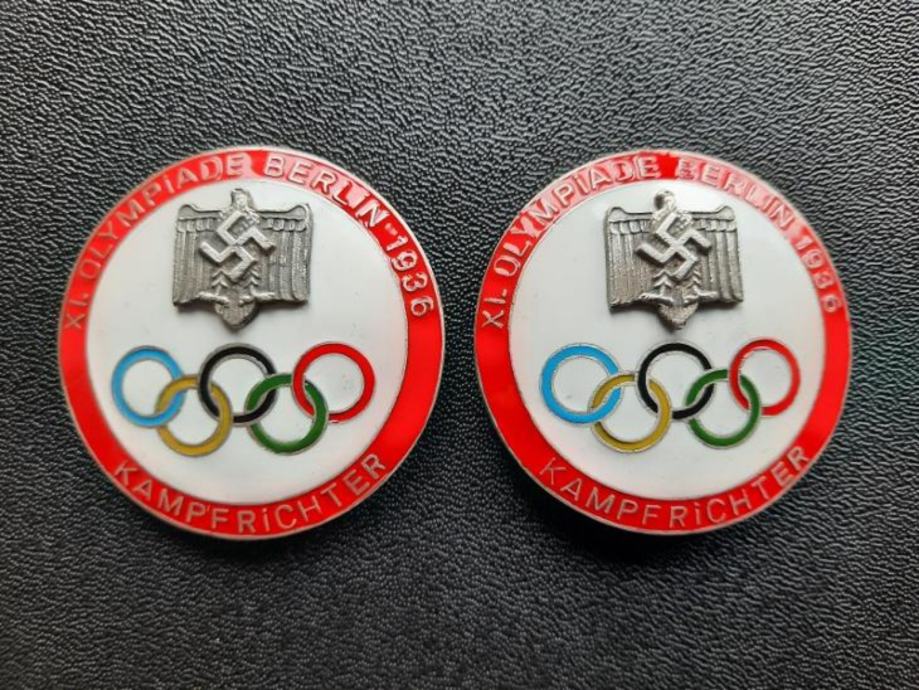 XI. OLYMPIADE BERLIN-1936
KAMPFRiCHTER
XI. OLYMPIADE BERLIN 1936
KAMPFRiCHTER